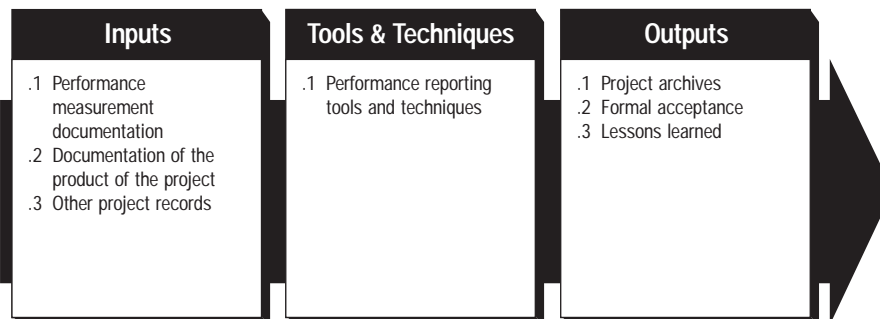 Inputs
.1 Performance
measurement
documentation
.2 Documentation of the
product of the project
.3 Other project records
Tools & Techniques
.1 Performance reporting
tools and techniques
Outputs
.1 Project archives
.2 Formal acceptance
.3 Lessons learned